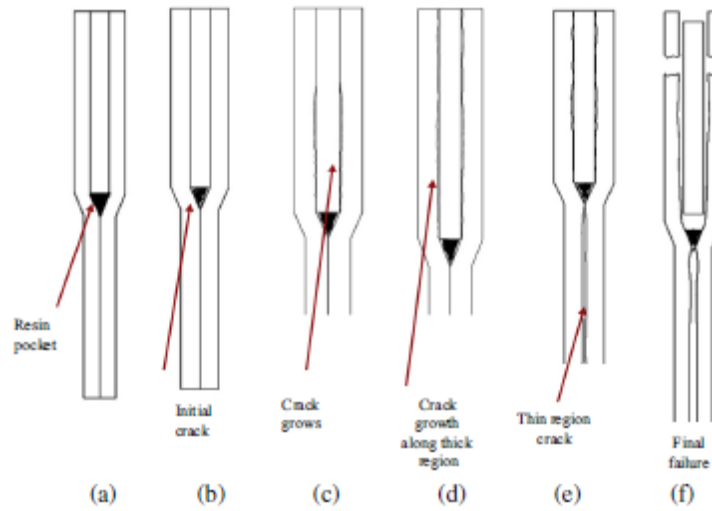 Resin
pocket
Initial
crack
Crack
grows
Crack
growth
along thick
region
Thin region
crack
Final
failure
(a)
(b)
(c)
(d)
(e)
(f)